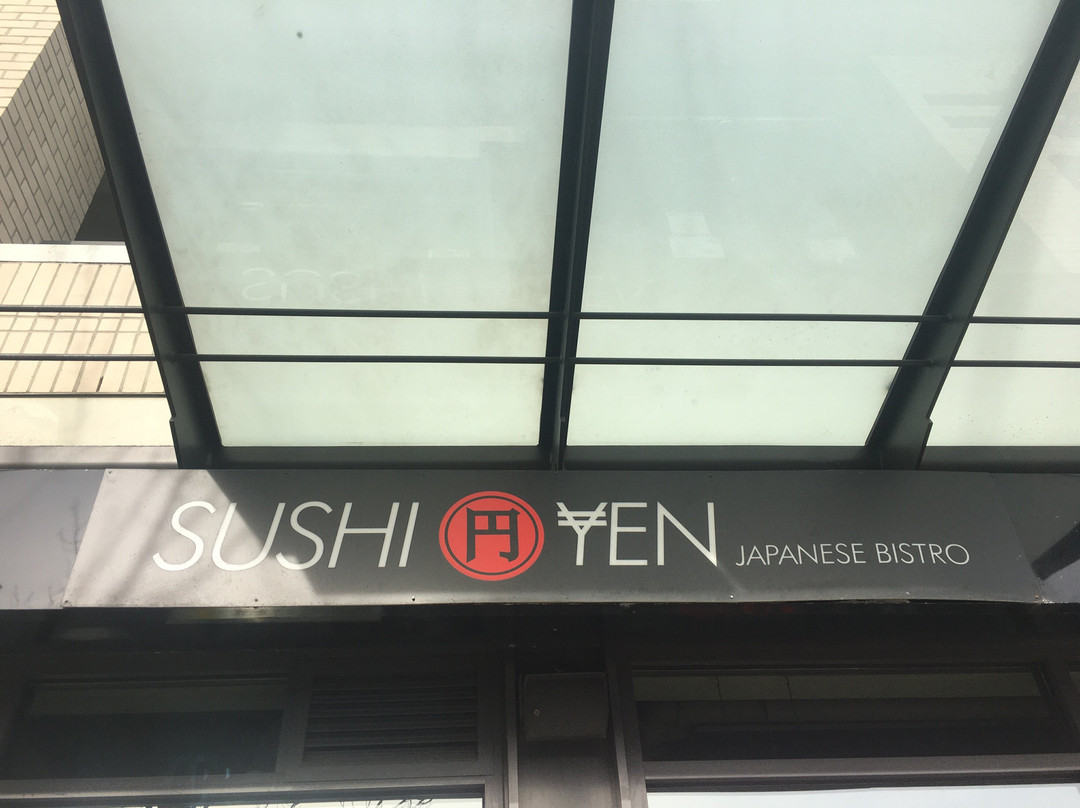 SUSHI 円 ¥EN JAPANESE BISTRO